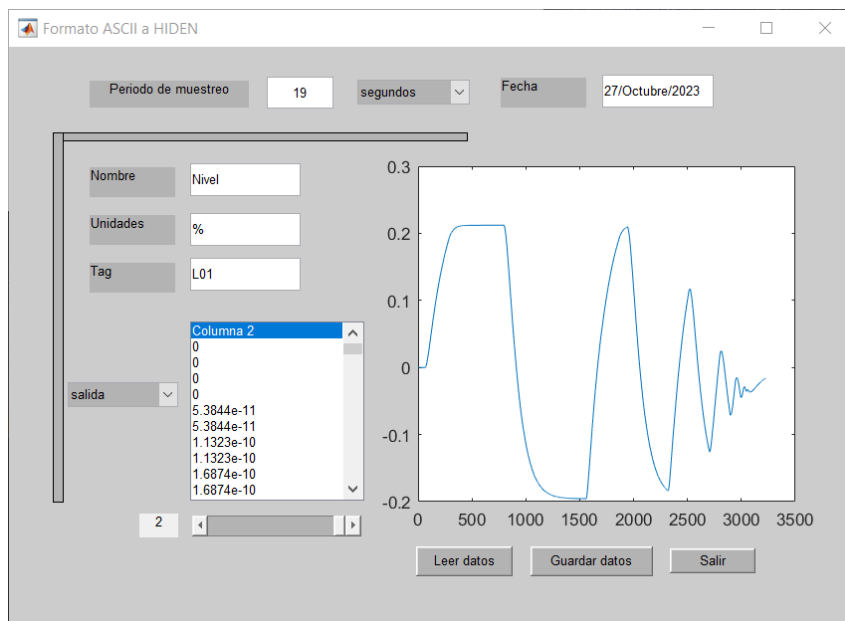 Formato ASCII a HIDEN
Periodo de muestreo 19 segundos Fecha 27/Octubre/2023
Nombre Nivel
Unidades %
Tag L01
Columna 2
0
0
0
0
5.3844e-11
5.3844e-11
1.1323e-10
1.1323e-10
1.6874e-10
1.6874e-10
salida
2
0.3
0.2
0.1
0
-0.1
-0.2
0 500 1000 1500 2000 2500 3000 3500
Leer datos Guardar datos Salir